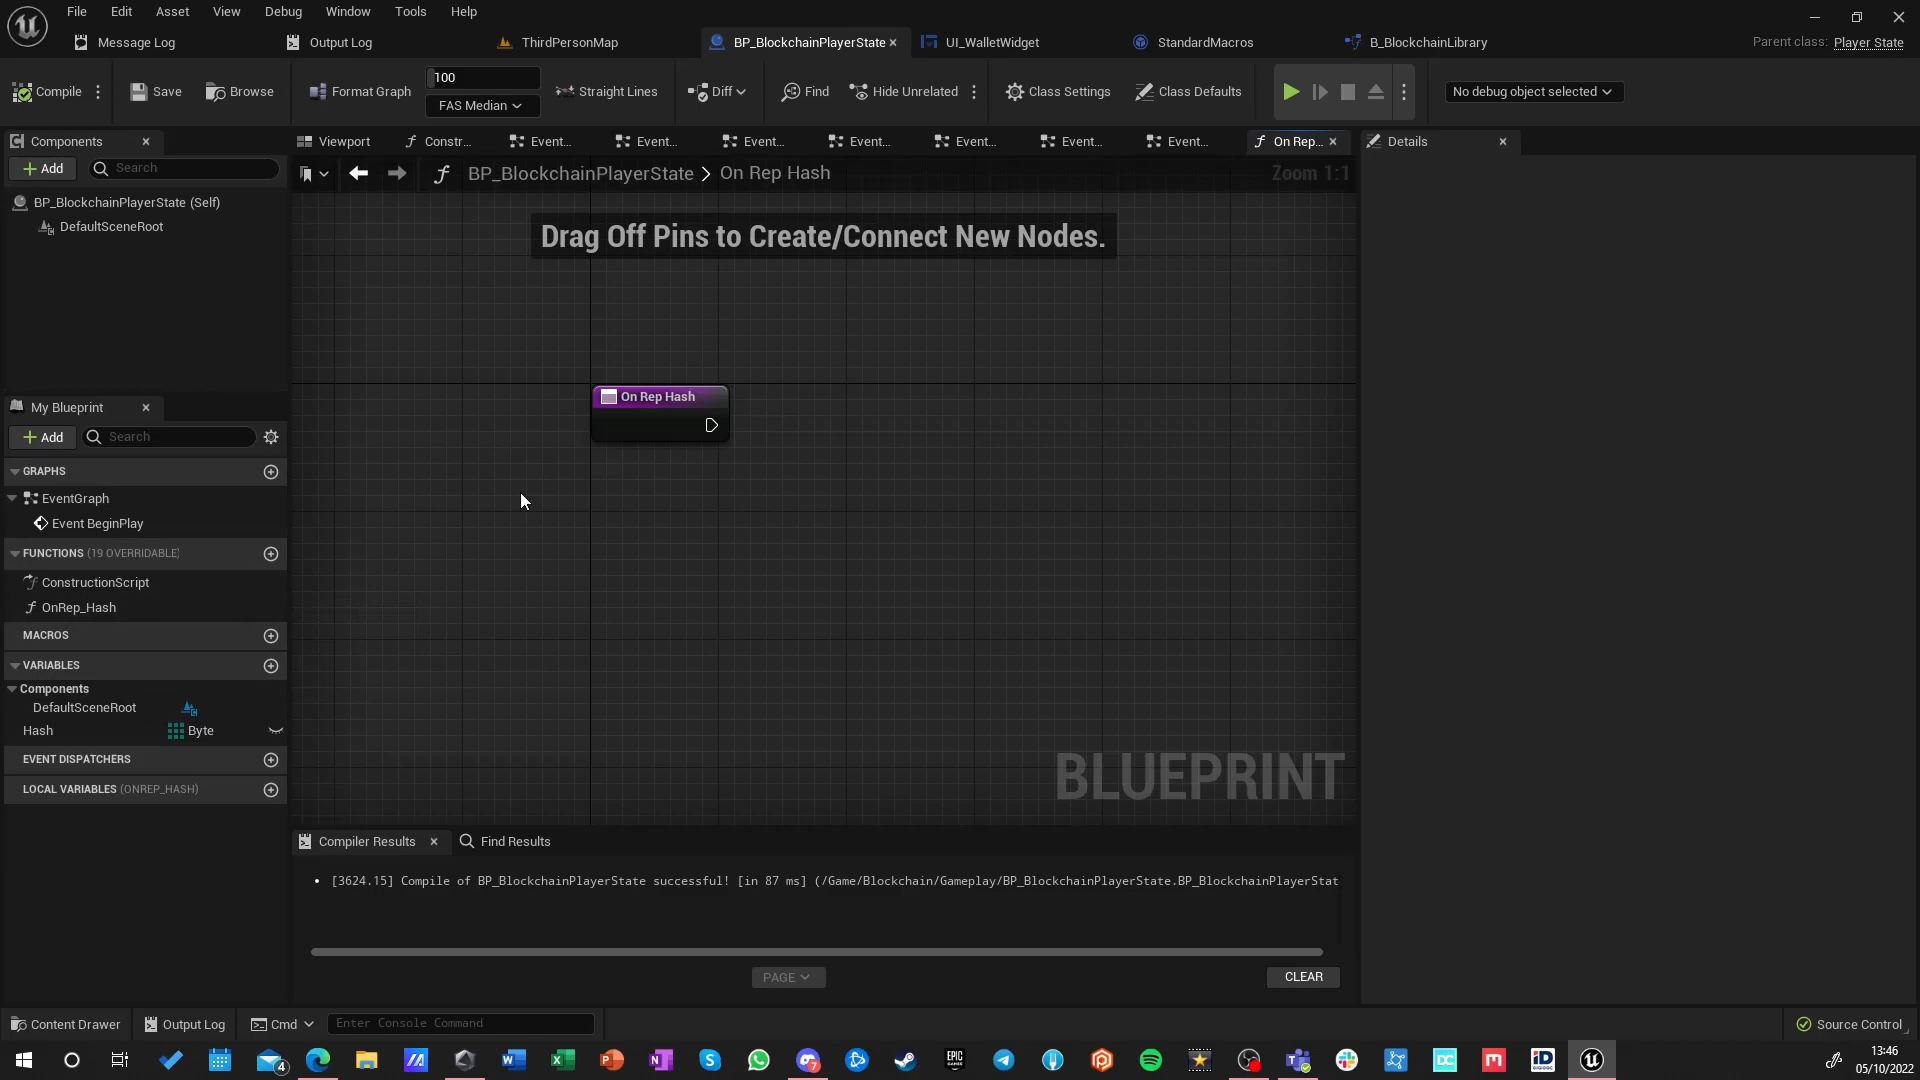 File Edit Asset View Debug Window Tools Help
Message Log Output Log ThirdPersonMap BP_BlockchainPlayerState UI_WalletWidget StandardMacros B_BlockchainLibrary Parent class: Player State
Compile Save Browse Format Graph 100 FAS Median Straight Lines Diff Find Hide Unrelated Class Settings Class Defaults No debug object selected
Components Viewport Constr... Event... Event... Event... Event... Event... Event... Event... On Rep... Details
Add Search BP_BlockchainPlayerState > On Rep Hash Zoom 1:1
BP_BlockchainPlayerState (Self)
DefaultSceneRoot
Drag Off Pins to Create/Connect New Nodes.
On Rep Hash
My Blueprint
Add Search
GRAPHS
EventGraph
Event BeginPlay
FUNCTIONS (19 OVERRIDABLE)
ConstructionScript
OnRep_Hash
MACROS
VARIABLES
Components
DefaultSceneRoot
Hash Byte
EVENT DISPATCHERS
LOCAL VARIABLES (ONREP_HASH)
BLUEPRINT
Compiler Results Find Results
[3624.15] Compile of BP_BlockchainPlayerState successful! [in 87 ms] (/Game/Blockchain/Gameplay/BP_BlockchainPlayerState.BP_BlockchainPlayerStat
PAGE CLEAR
Content Drawer Output Log Cmd Enter Console Command Source Control
4 7 EPIC GAMES DC iD
13:46
05/10/2022